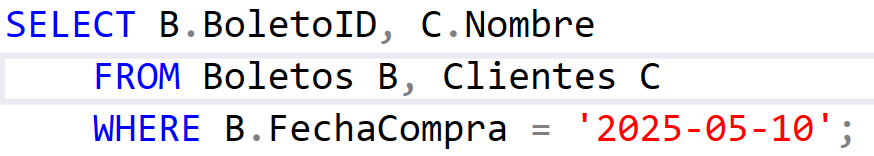 SELECT B.BoletoID, C.Nombre
FROM Boletos B, Clientes C
WHERE B.FechaCompra = '2025-05-10';